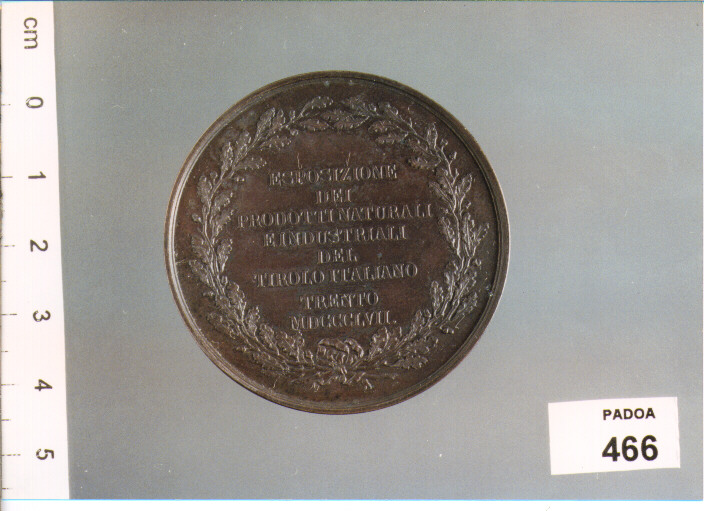 cm
0
1
2
3
4
5
ESPOSIZIONE
DEI
PRODOTTI NATURALI
E INDUSTRIALI
DEL
TIROLO ITALIANO
TRENTO
MDCCCLVII.
PADOA
466